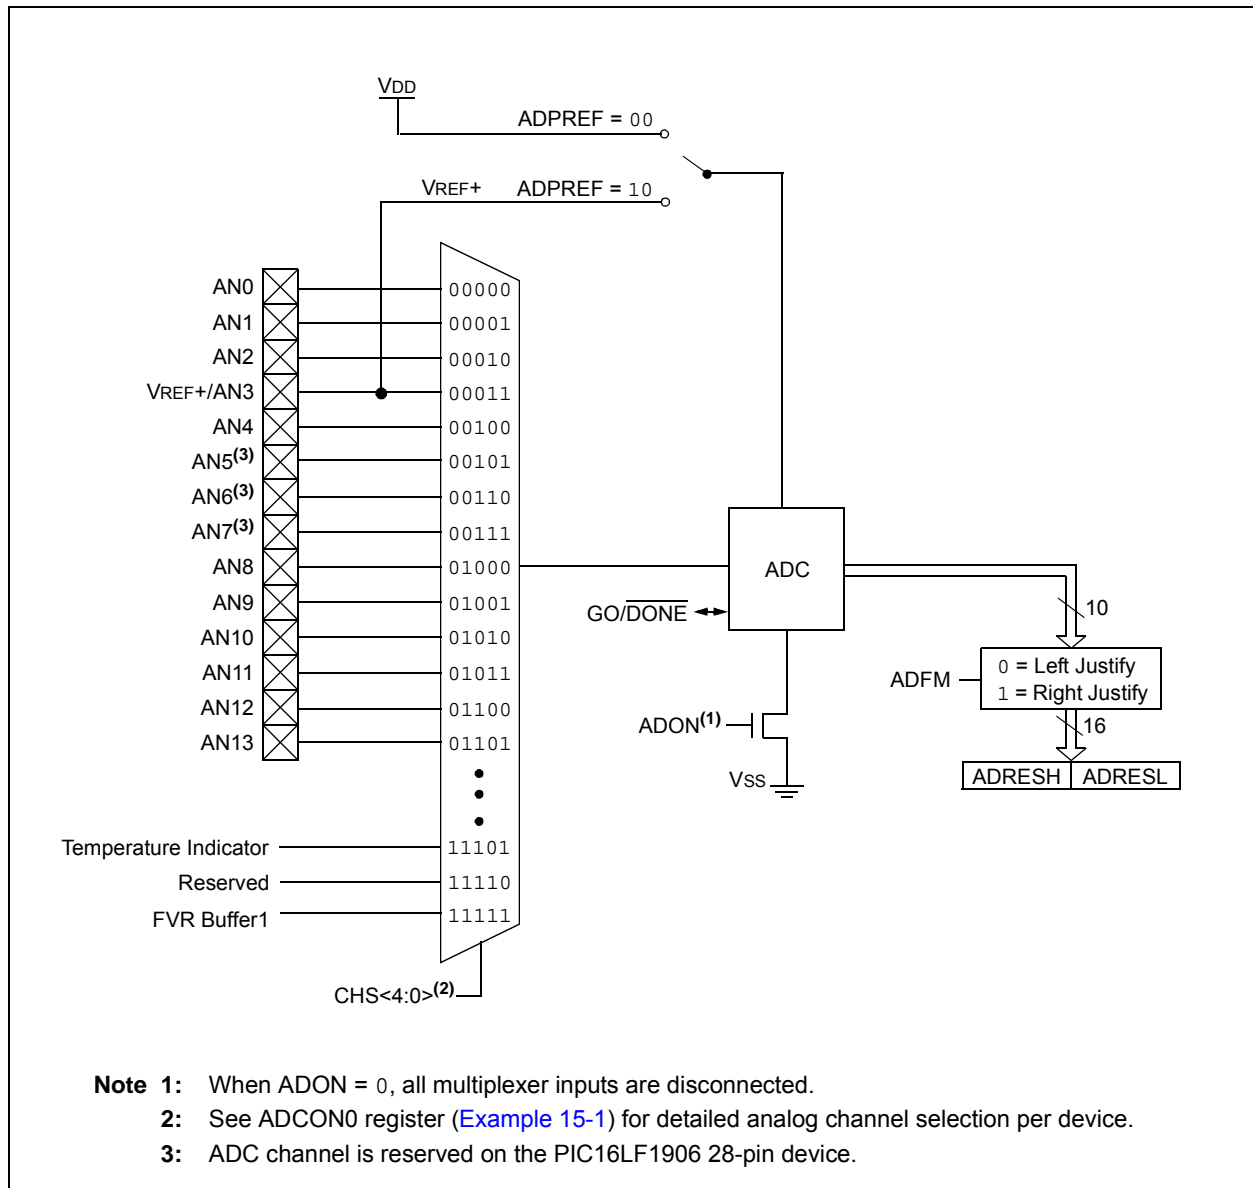 VDD
ADPREF = 00
VREF+ ADPREF = 10
AN0 00000
AN1 00001
AN2 00010
VREF+/AN3 00011
AN4 00100
AN5(3) 00101
AN6(3) 00110
AN7(3) 00111
AN8 01000
AN9 01001
AN10 01010
AN11 01011
AN12 01100
AN13 01101
Temperature Indicator 11101
Reserved 11110
FVR Buffer1 11111
CHS<4:0>(2)
ADC
GO/DONE
ADON(1)
VSS
10
ADFM
0 = Left Justify
1 = Right Justify
16
ADRESH ADRESL
Note 1: When ADON = 0, all multiplexer inputs are disconnected.
2: See ADCON0 register (Example 15-1) for detailed analog channel selection per device.
3: ADC channel is reserved on the PIC16LF1906 28-pin device.